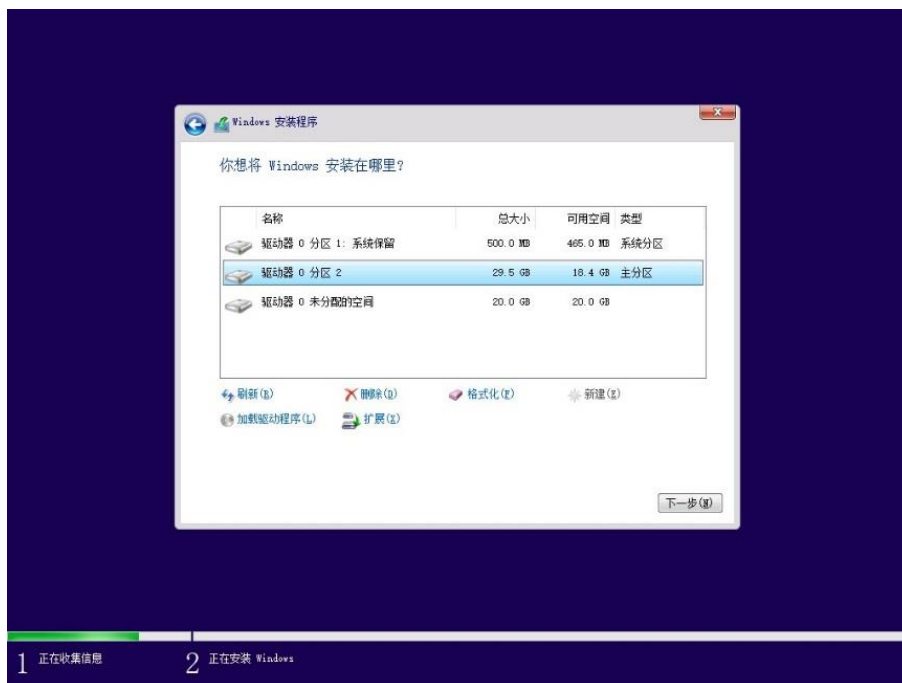 Windows 安装程序
你想将 Windows 安装在哪里?
名称 总大小 可用空间 类型
驱动器 0 分区 1: 系统保留 500.0 MB 465.0 MB 系统分区
驱动器 0 分区 2 29.5 GB 18.4 GB 主分区
驱动器 0 未分配的空间 20.0 GB 20.0 GB
刷新(R) 删除(D) 格式化(F) 新建(E)
加载驱动程序(L) 扩展(X)
下一步(N)
1 正在收集信息 2 正在安装 Windows